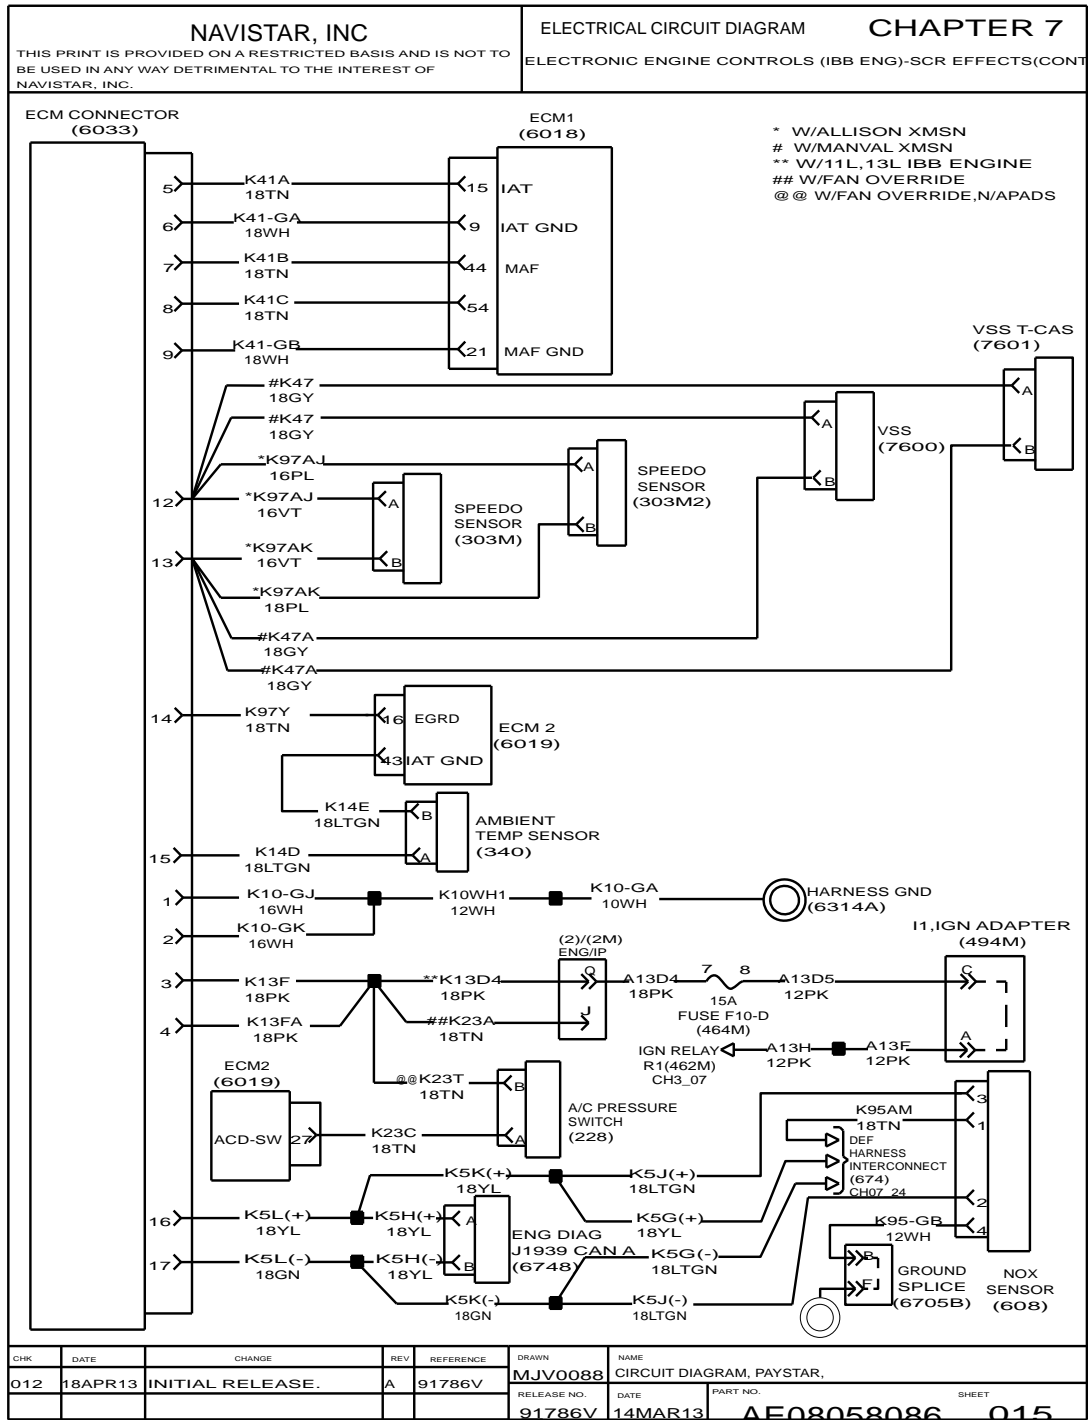 NAVISTAR, INC
THIS PRINT IS PROVIDED ON A RESTRICTED BASIS AND IS NOT TO
BE USED IN ANY WAY DETRIMENTAL TO THE INTEREST OF
NAVISTAR, INC.
ELECTRICAL CIRCUIT DIAGRAM
CHAPTER 7
ELECTRONIC ENGINE CONTROLS (IBB ENG)-SCR EFFECTS(CONT
ECM CONNECTOR
(6033)
ECM1
(6018)
* W/ALLISON XMSN
# W/MANVAL XMSN
** W/11L,13L IBB ENGINE
## W/FAN OVERRIDE
@@ W/FAN OVERRIDE,N/APADS
5
K41A
18TN
15
IAT
6
K41-GA
18WH
9
IAT GND
7
K41B
18TN
44
MAF
8
K41C
18TN
54
9
K41-GB
18WH
21
MAF GND
VSS T-CAS
(7601)
A
B
#K47
18GY
#K47
18GY
A
B
VSS
(7600)
*K97AJ
16PL
A
B
SPEEDO
SENSOR
(303M2)
12
*K97AJ
16VT
A
B
SPEEDO
SENSOR
(303M)
13
*K97AK
16VT
*K97AK
18PL
#K47A
18GY
#K47A
18GY
14
K97Y
18TN
16
EGRD
43
IAT GND
ECM 2
(6019)
K14E
18LTGN
B
A
AMBIENT
TEMP SENSOR
(340)
15
K14D
18LTGN
1
K10-GJ
16WH
K10WH1
12WH
K10-GA
10WH
HARNESS GND
(6314A)
2
K10-GK
16WH
(2)/(2M)
ENG/IP
I1,IGN ADAPTER
(494M)
3
K13F
18PK
**K13D4
18PK
Q
A13D4
18PK
7
8
15A
FUSE F10-D
(464M)
A13D5
12PK
C
4
K13FA
18PK
##K23A
18TN
J
IGN RELAY
R1(462M)
CH3_07
A13H
12PK
A13F
12PK
A
ECM2
(6019)
ACD-SW
27
@@K23T
18TN
B
K23C
18TN
A
A/C PRESSURE
SWITCH
(228)
3
K95AM
18TN
1
DEF
HARNESS
INTERCONNECT
(674)
CH07_24
K5K(+)
18YL
K5J(+)
18LTGN
2
16
K5L(+)
18YL
K5H(+)
18YL
A
K5G(+)
18YL
K95-GB
12WH
4
ENG DIAG
J1939 CAN A
(6748)
17
K5L(-)
18GN
K5H(-)
18YL
B
K5G(-)
18LTGN
B
F
GROUND
SPLICE
(6705B)
NOX
SENSOR
(608)
K5K(-)
18GN
K5J(-)
18LTGN
CHK
DATE
CHANGE
REV
REFERENCE
DRAWN
NAME
012
18APR13
INITIAL RELEASE.
A
91786V
MJV0088
CIRCUIT DIAGRAM, PAYSTAR,
RELEASE NO.
DATE
PART NO.
SHEET
91786V
14MAR13
AE08058086
015